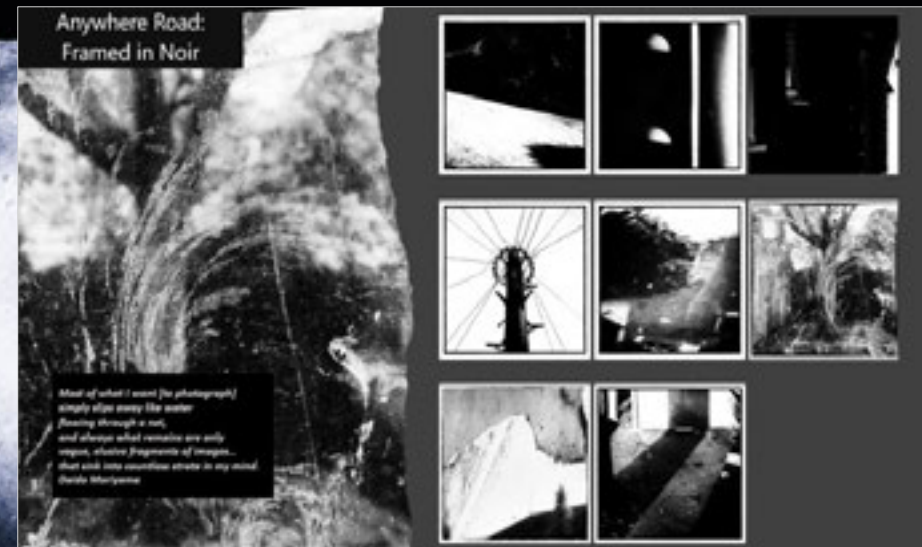 Anywhere Road:
Framed in Noir
Most of what I want [to photograph]
simply slips away like water
flowing through a net,
and always what remains are only
vague, elusive fragments of images...
that sink into countless strata in my mind.
Daido Moriyama